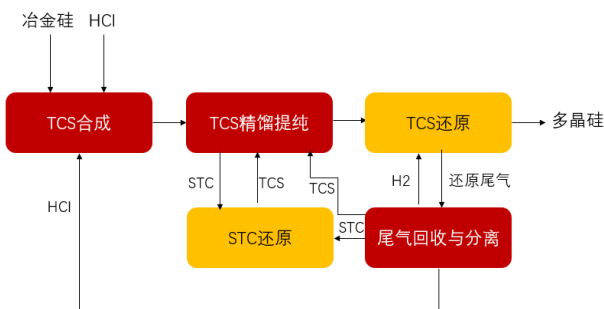 冶金硅 HCl
TCS合成
TCS精馏提纯
TCS还原
多晶硅
STC
TCS
TCS
H2
还原尾气
HCl
STC还原
STC
尾气回收与分离